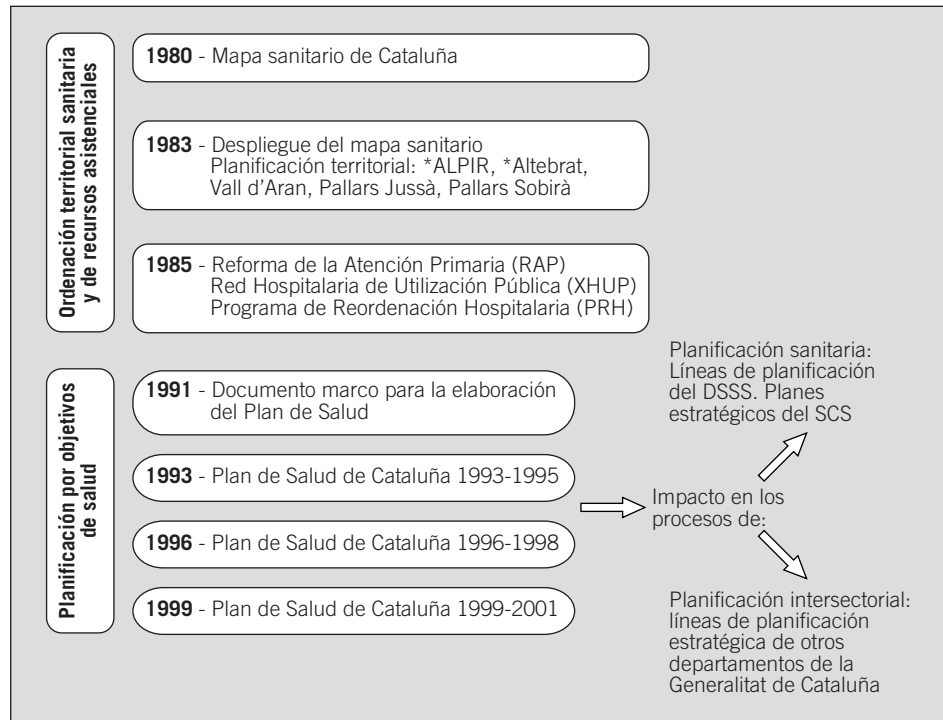 Ordenación territorial sanitaria
y de recursos asistenciales
1980 - Mapa sanitario de Cataluña
1983 - Despliegue del mapa sanitario
Planificación territorial: *ALPIR, *Altebrat,
Vall d'Aran, Pallars Jussà, Pallars Sobirà
1985 - Reforma de la Atención Primaria (RAP)
Red Hospitalaria de Utilización Pública (XHUP)
Programa de Reordenación Hospitalaria (PRH)
Planificación por objetivos
de salud
1991 - Documento marco para la elaboración
del Plan de Salud
1993 - Plan de Salud de Cataluña 1993-1995
1996 - Plan de Salud de Cataluña 1996-1998
1999 - Plan de Salud de Cataluña 1999-2001
Impacto en los
procesos de:
Planificación sanitaria:
Líneas de planificación
del DSSS. Planes
estratégicos del SCS
Planificación intersectorial:
líneas de planificación
estratégica de otros
departamentos de la
Generalitat de Cataluña